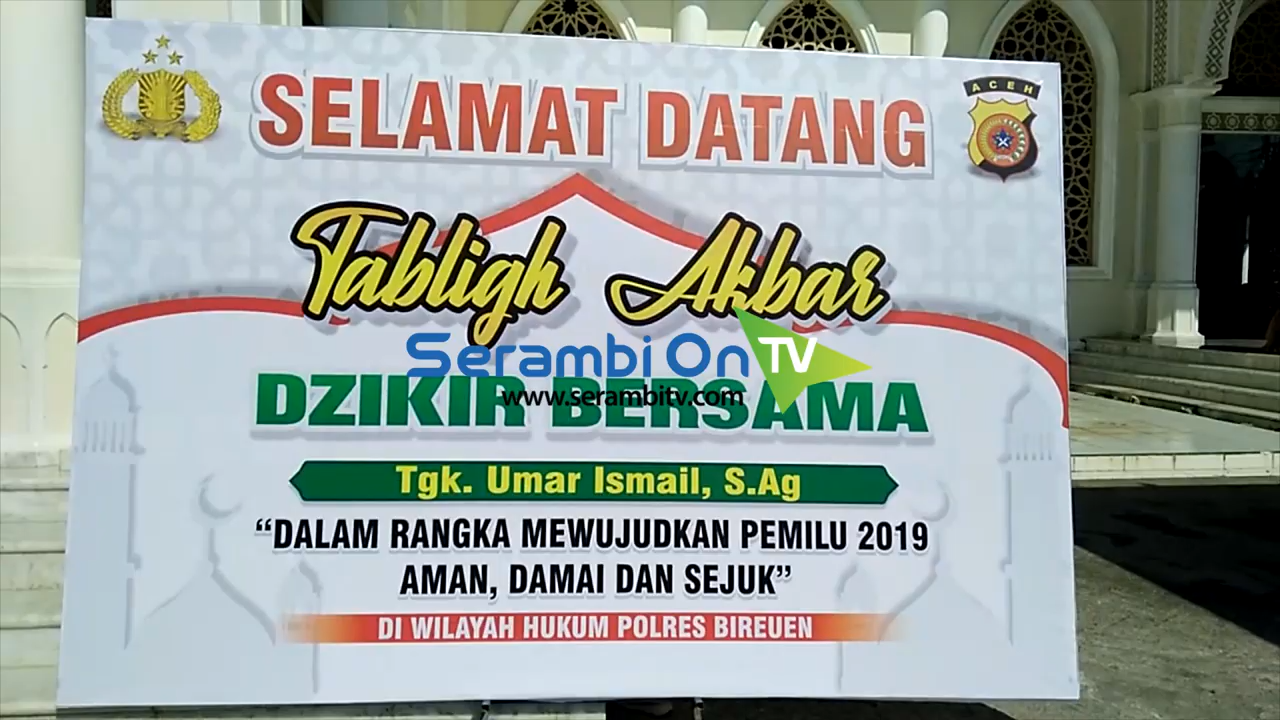 SELAMAT DATANG
ACEH
Tabligh Akbar
Serambi On TV
www.serambitv.com
DZIKIR BERSAMA
Tgk. Umar Ismail, S.Ag
“DALAM RANGKA MEWUJUDKAN PEMILU 2019
AMAN, DAMAI DAN SEJUK”
DI WILAYAH HUKUM POLRES BIREUEN